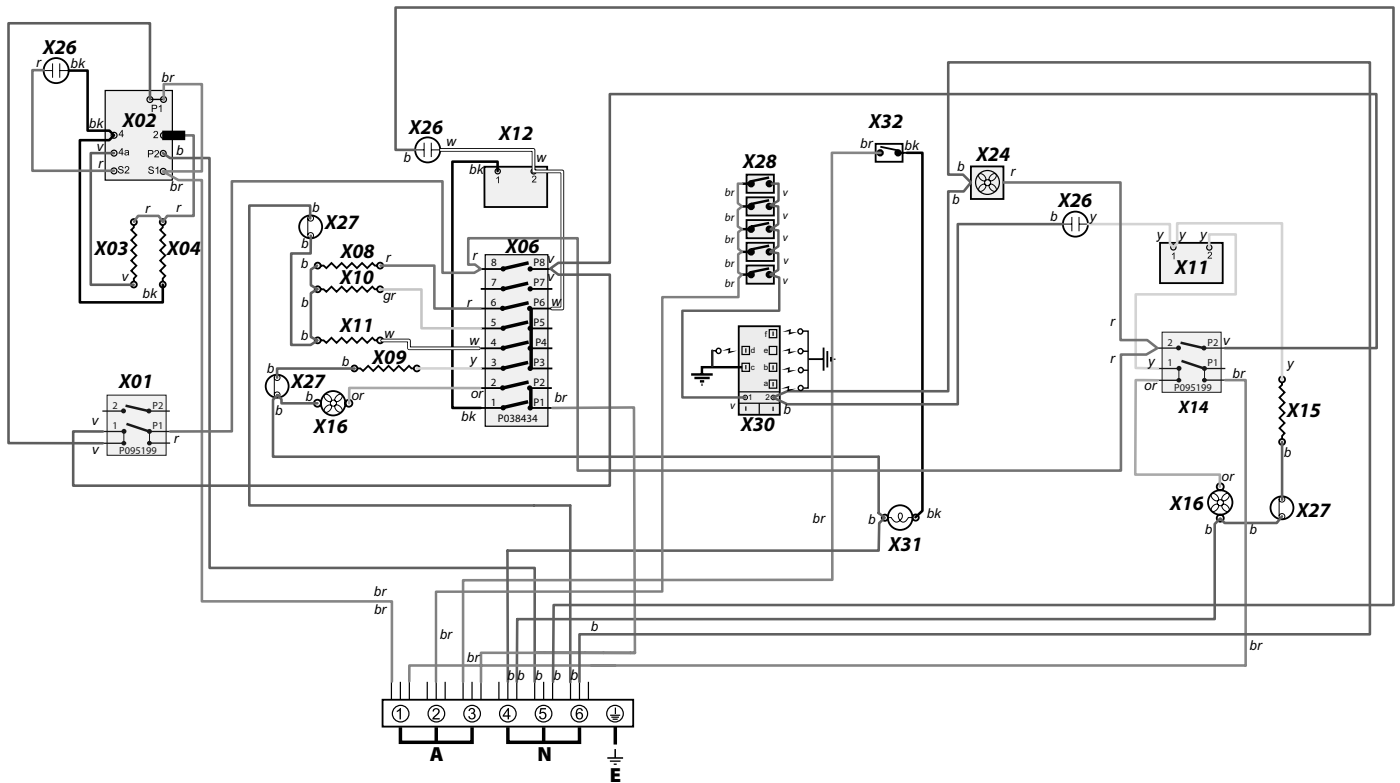 X26
r
bk
br
P1
X02
bk
4
2
v
4a
P2
b
r
S2
S1
br
r
r
X03
X04
v
bk
X01
2
P2
v
1
P1
v
r
P095199
X26
b
w
X12
w
bk
1
2
b
X27
b
X06
b
X08
r
r
8
P8
v
v
X10
7
P7
b
gr
r
6
P6
w
5
P5
b
X11
w
w
4
P4
b
X09
y
3
P3
b
X27
b
or
or
2
P2
b
X16
bk
1
P1
br
P038434
X28
br
v
br
v
br
v
br
v
br
v
X32
br
bk
f
d
e
c
b
a
v
1
2
b
X30
X24
b
r
b
X26
b
y
y
y
y
1
2
X11
r
2
P2
v
r
y
1
P1
or
br
P095199
X14
y
X15
b
or
X16
X27
b
b
br
b
bk
X31
br
br
br
b
br
br
b
b
b
b
b
1
2
3
4
5
6
A
N
E